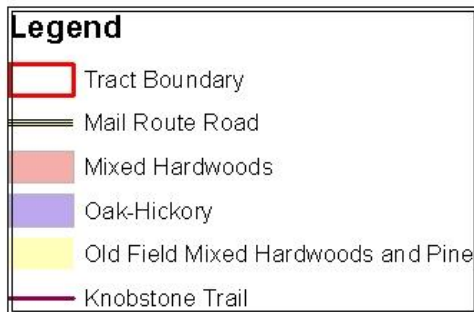 Legend
Tract Boundary
Mail Route Road
Mixed Hardwoods
Oak-Hickory
Old Field Mixed Hardwoods and Pine
Knobstone Trail